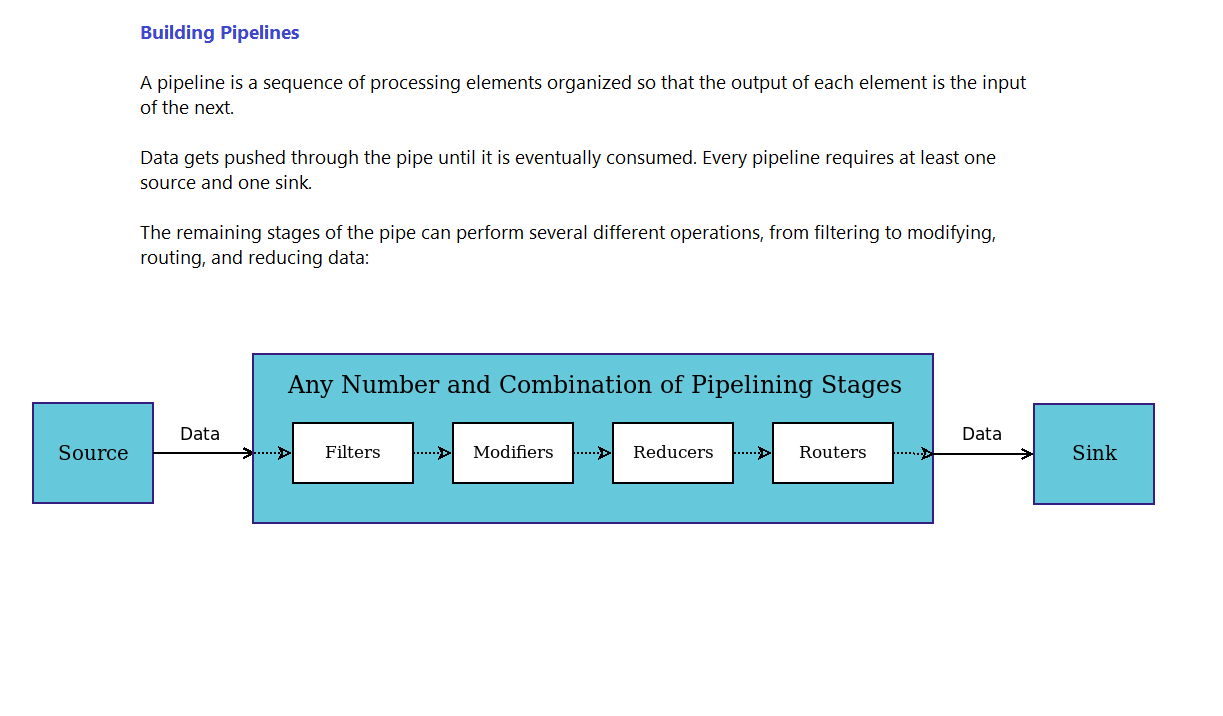 Building Pipelines
A pipeline is a sequence of processing elements organized so that the output of each element is the input
of the next.
Data gets pushed through the pipe until it is eventually consumed. Every pipeline requires at least one
source and one sink.
The remaining stages of the pipe can perform several different operations, from filtering to modifying,
routing, and reducing data:
Any Number and Combination of Pipelining Stages
Source
Data
Filters
Modifiers
Reducers
Routers
Data
Sink